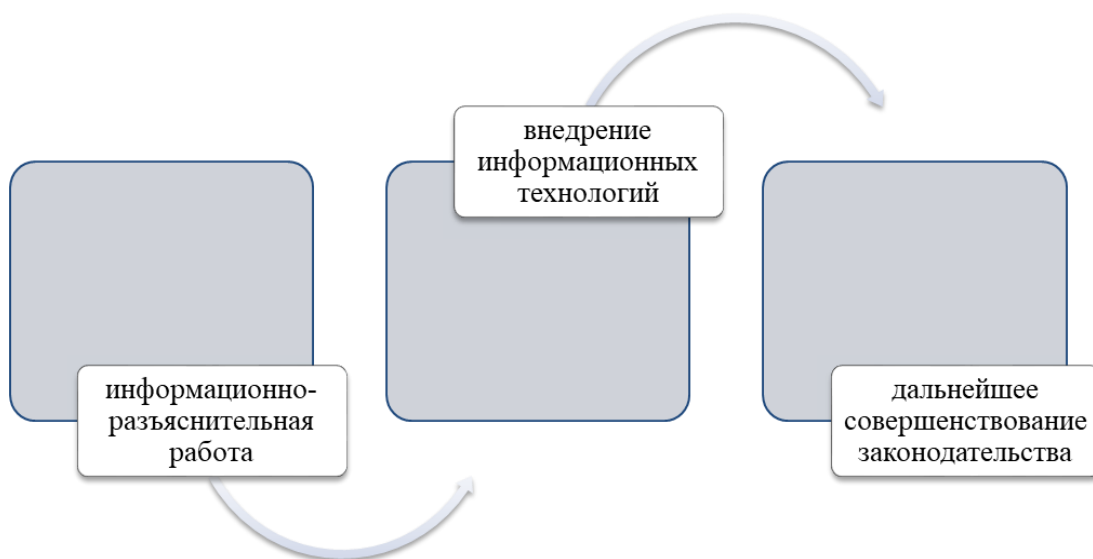 информационно-
разъяснительная
работа
внедрение
информационных
технологий
дальнейшее
совершенствование
законодательства